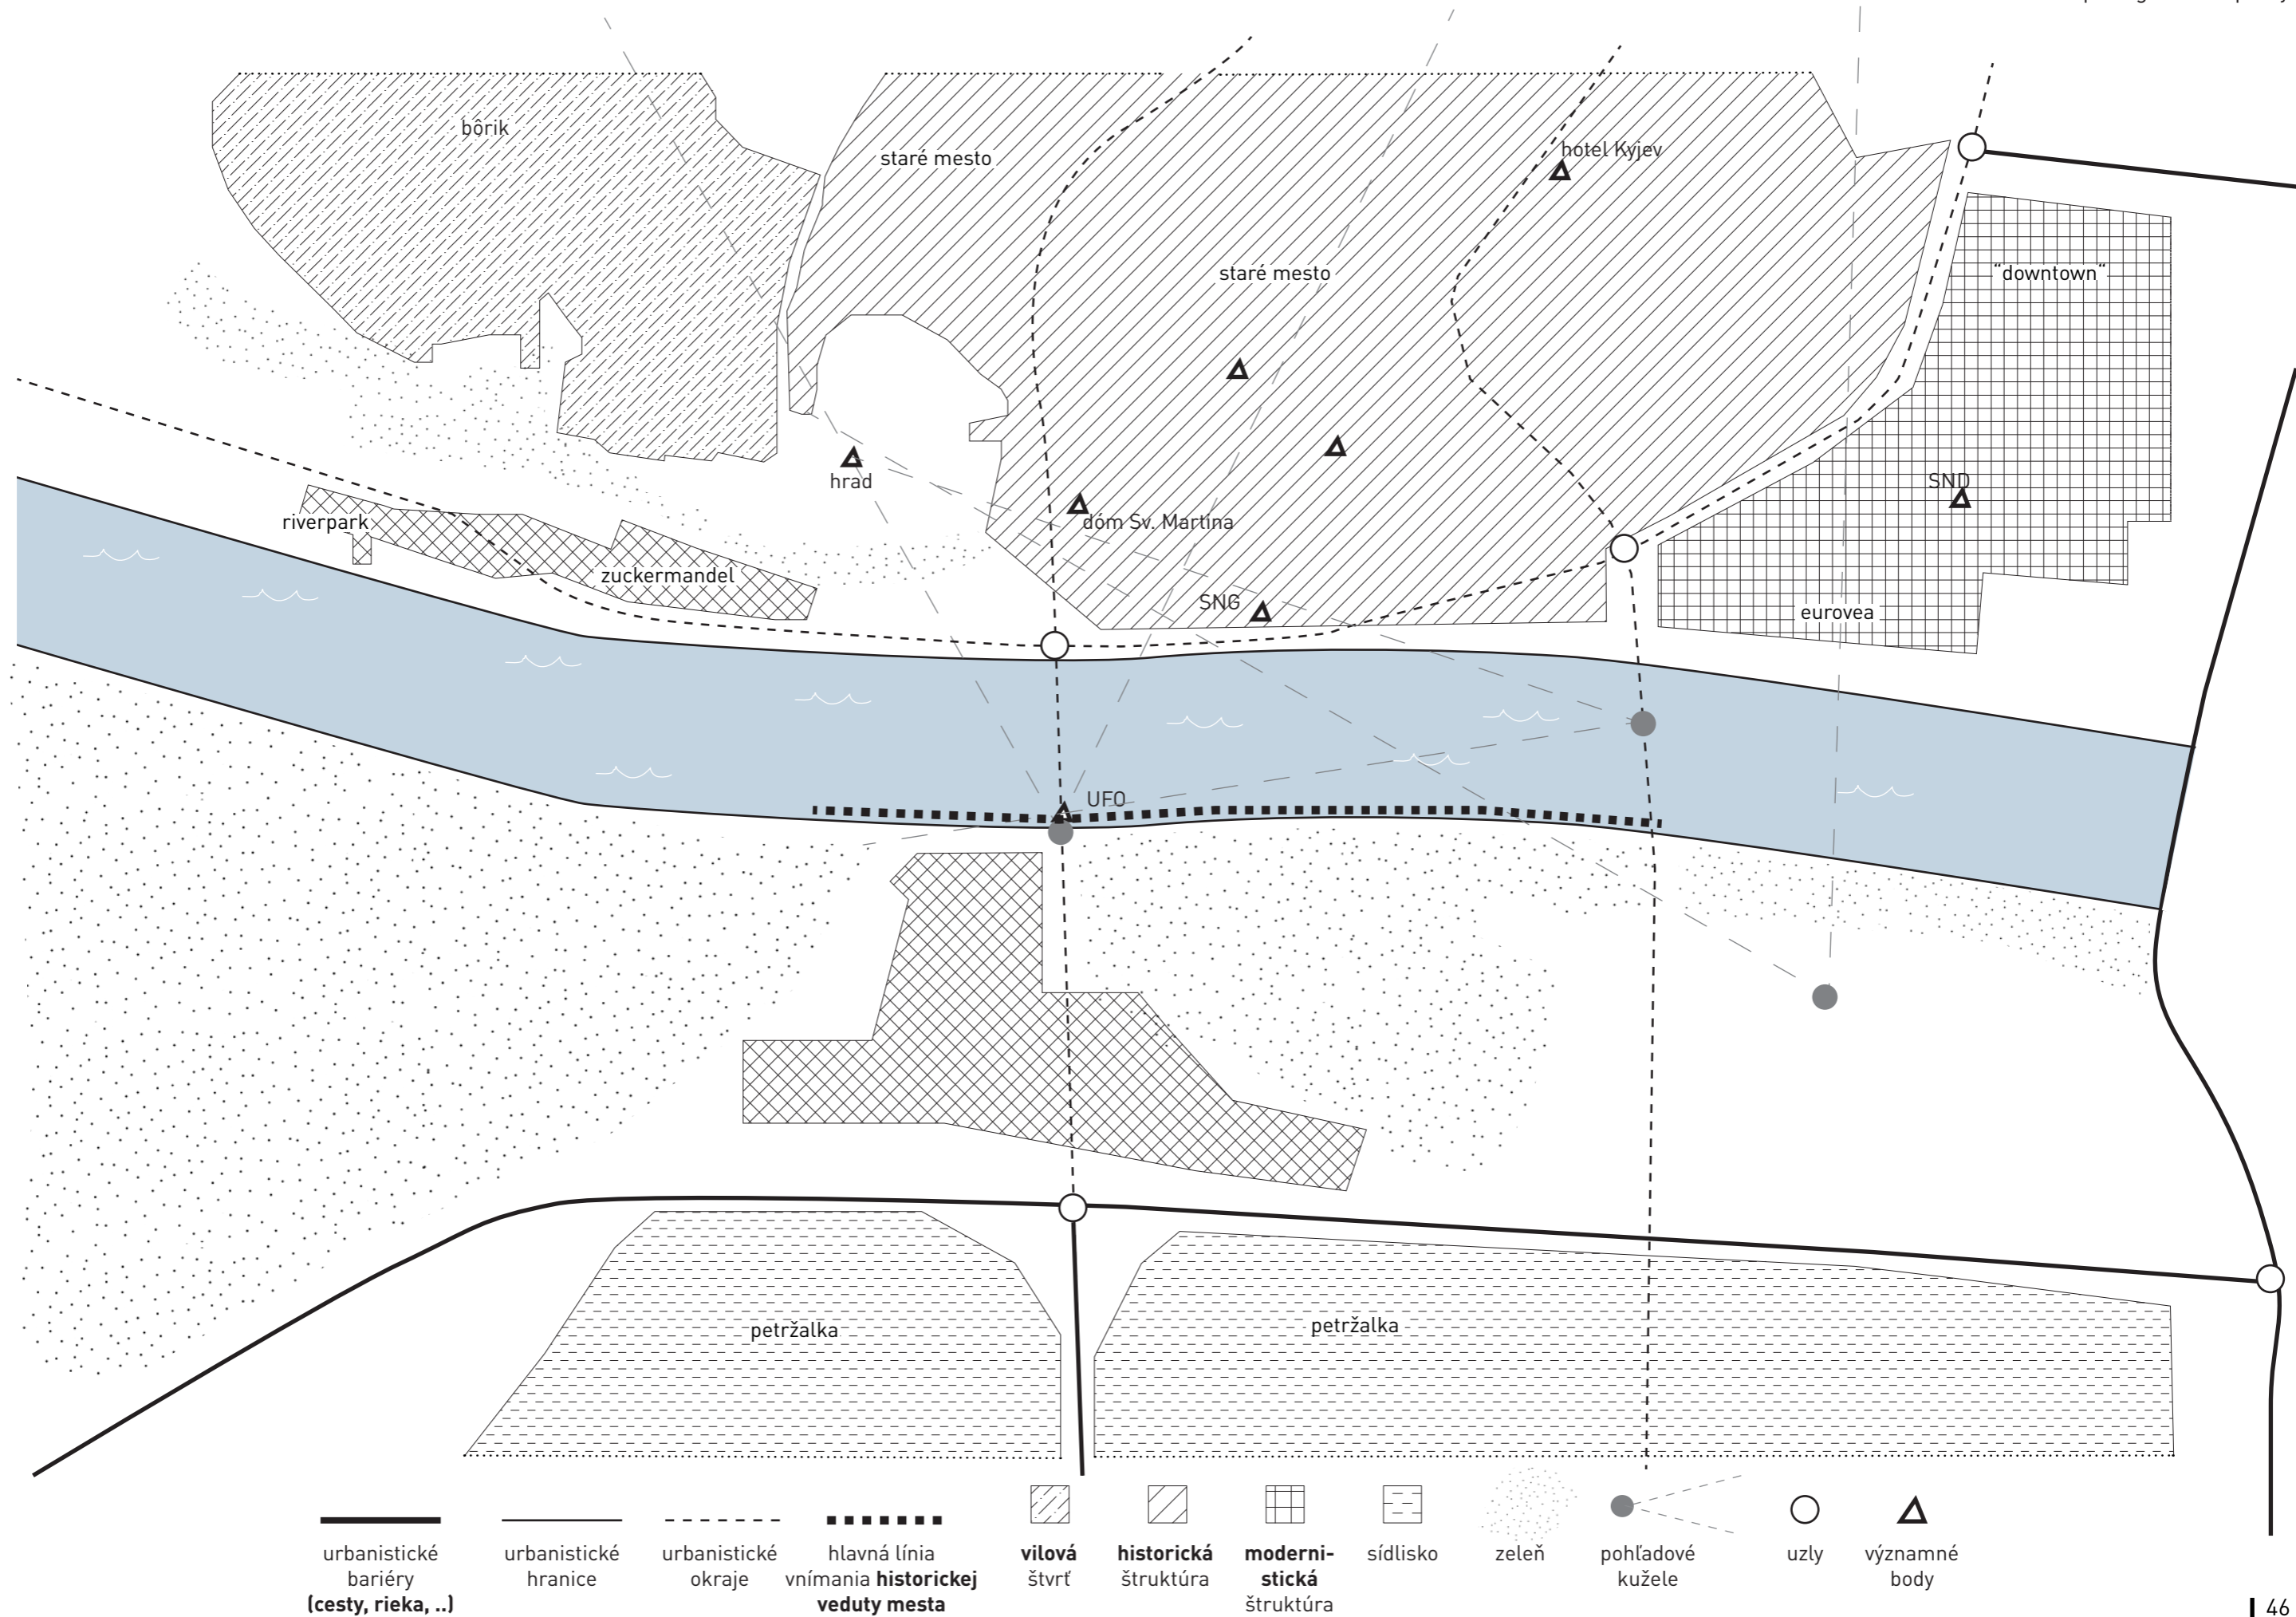 bôrik
staré mesto
hotel Kyjev
staré mesto
"downtown"
hrad
SND
riverpark
dóm Sv. Martina
zuckermandel
SNG
eurovea
UFO
petržalka
petržalka
urbanistické
bariéry
(cesty, rieka, ..)
urbanistické
hranice
urbanistické
okraje
hlavná línia
vnímania historickej
veduty mesta
vilová
štvrť
historická
štruktúra
moderni-
stická
štruktúra
sídlisko
zeleň
pohľadové
kužele
uzly
významné
body
46